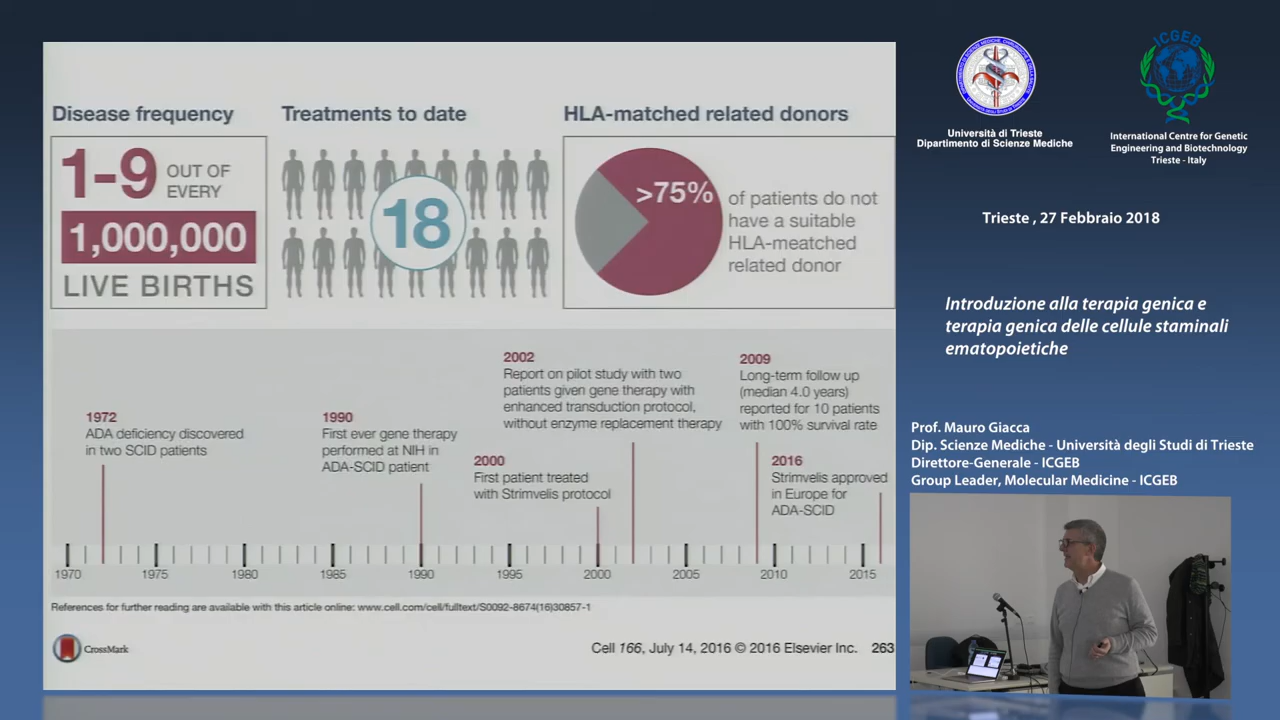 Disease frequency
1-9 OUT OF EVERY
1,000,000
LIVE BIRTHS
Treatments to date
18
HLA-matched related donors
>75%
of patients do not
have a suitable
HLA-meatched
related donor
1972
ADA deficiency discovered
in two SCID patients
1990
First ever gene therapy
performed at NIH in
ADA-SCID patient
2000
First patient treated
with Strimvelis protocol
2002
Report on pilot study with two
patients given gene therapy with
enhanced transduction protocol,
without enzyme replacement therapy
2009
Long-term follow up
(median 4.0 years)
reported for 10 patients
with 100% survival rate
2016
Strimvelis approved
in Europe for
ADA-SCID
1970 1975 1980 1985 1990 1995 2000 2005 2010 2015
References for further reading are available with this article online: www.cell.com/cell/fulltext/S0092-8674(16)30857-1
CrossMark
Cell 166, July 14, 2016 © 2016 Elsevier Inc. 263
ICGEB
Università di Trieste
Dipartimento di Scienze Mediche
International Centre for Genetic
Engineering and Biotechnology
Trieste - Italy
Trieste , 27 Febbraio 2018
Introduzione alla terapia genica e
terapia genica delle cellule staminali
ematopoietiche
Prof. Mauro Giacca
Dip. Scienze Mediche - Università degli Studi di Trieste
Direttore-Generale - ICGEB
Group Leader, Molecular Medicine - ICGEB